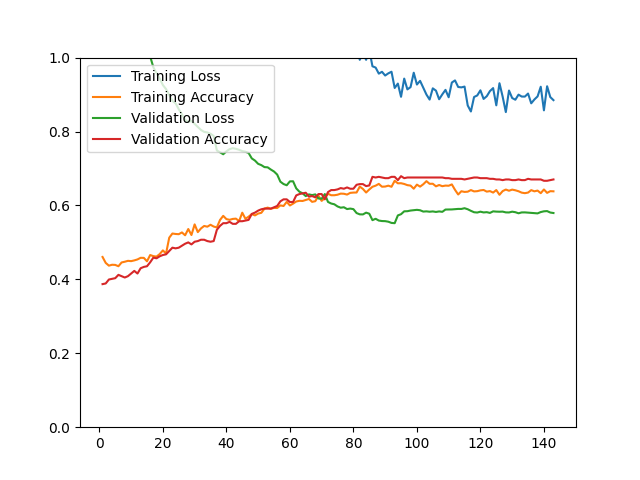 Training Loss
Training Accuracy
Validation Loss
Validation Accuracy
1.0
0.8
0.6
0.4
0.2
0.0
0 20 40 60 80 100 120 140